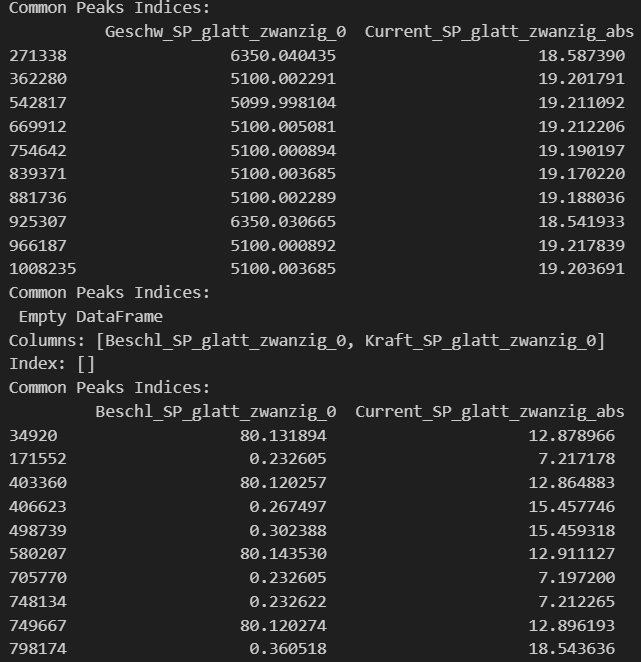 Common Peaks Indices:
Geschw_SP_glatt_zwanzig_0 Current_SP_glatt_zwanzig_abs
271338 6350.040435 18.587390
362280 5100.002291 19.201791
542817 5099.998104 19.211092
669912 5100.005081 19.212206
754642 5100.000894 19.190197
839371 5100.003685 19.170220
881736 5100.002289 19.188036
925307 6350.030665 18.541933
966187 5100.000892 19.217839
1008235 5100.003685 19.203691
Common Peaks Indices:
Empty DataFrame
Columns: [Beschl_SP_glatt_zwanzig_0, Kraft_SP_glatt_zwanzig_0]
Index: []
Common Peaks Indices:
Beschl_SP_glatt_zwanzig_0 Current_SP_glatt_zwanzig_abs
34920 80.131894 12.878966
171552 0.232605 7.217178
403360 80.120257 12.864883
406623 0.267497 15.457746
498739 0.302388 15.459318
580207 80.143530 12.911127
705770 0.232605 7.197200
748134 0.232622 7.212265
749667 80.120274 12.896193
798174 0.360518 18.543636